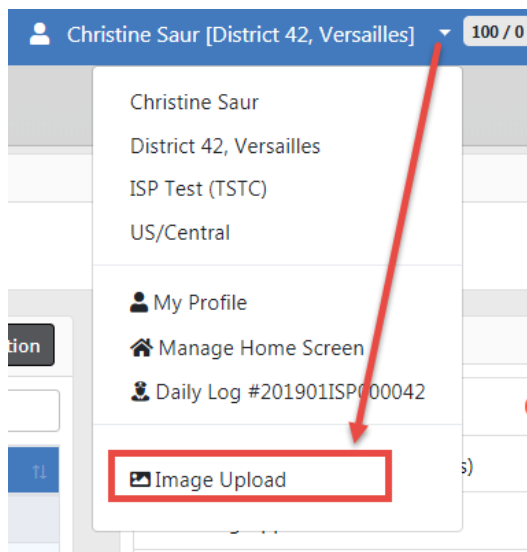 Christine Saur [District 42, Versailles] 100 / 0
Christine Saur
District 42, Versailles
ISP Test (TSTC)
US/Central
My Profile
tion
Manage Home Screen
Daily Log #201901ISP000042
s)
Image Upload